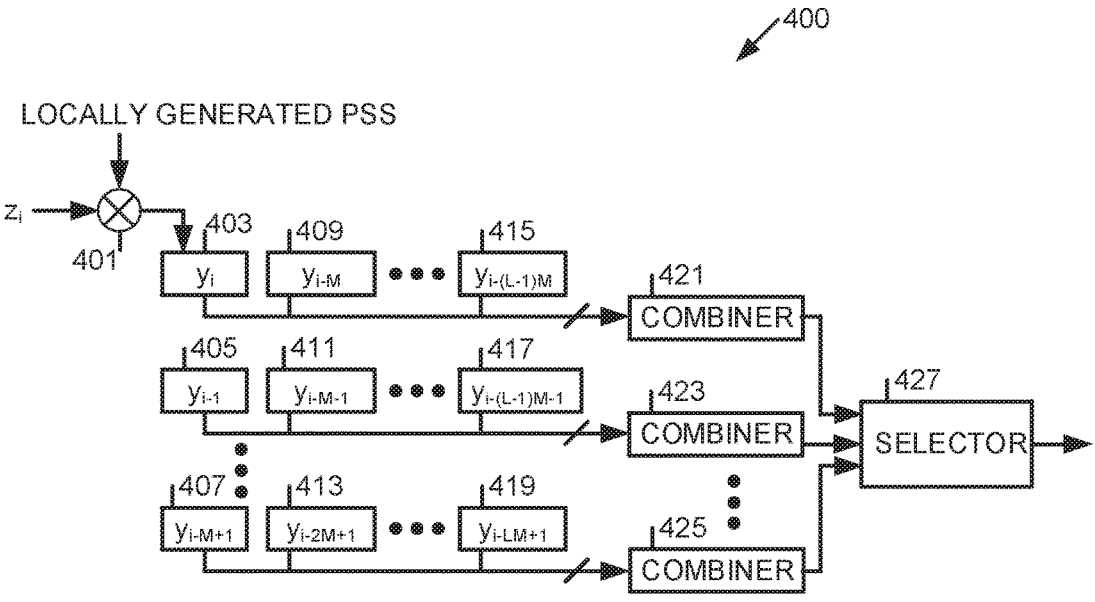 400
LOCALLY GENERATED PSS
zᵢ
401
403 409 415
yᵢ yᵢ₋M yᵢ₋(L₋₁)M
421
COMBINER
405 411 417
yᵢ₋₁ yᵢ₋M₋₁ yᵢ₋(L₋₁)M₋₁
423
COMBINER
427
SELECTOR
407 413 419
yᵢ₋M₊₁ yᵢ₋₂M₊₁ yᵢ₋LM₊₁
425
COMBINER